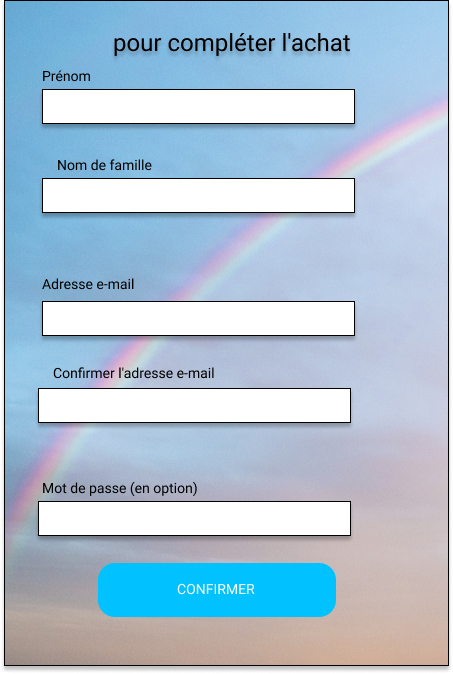 pour compléter l'achat
Prénom
Nom de famille
Adresse e-mail
Confirmer l'adresse e-mail
Mot de passe (en option)
CONFIRMER